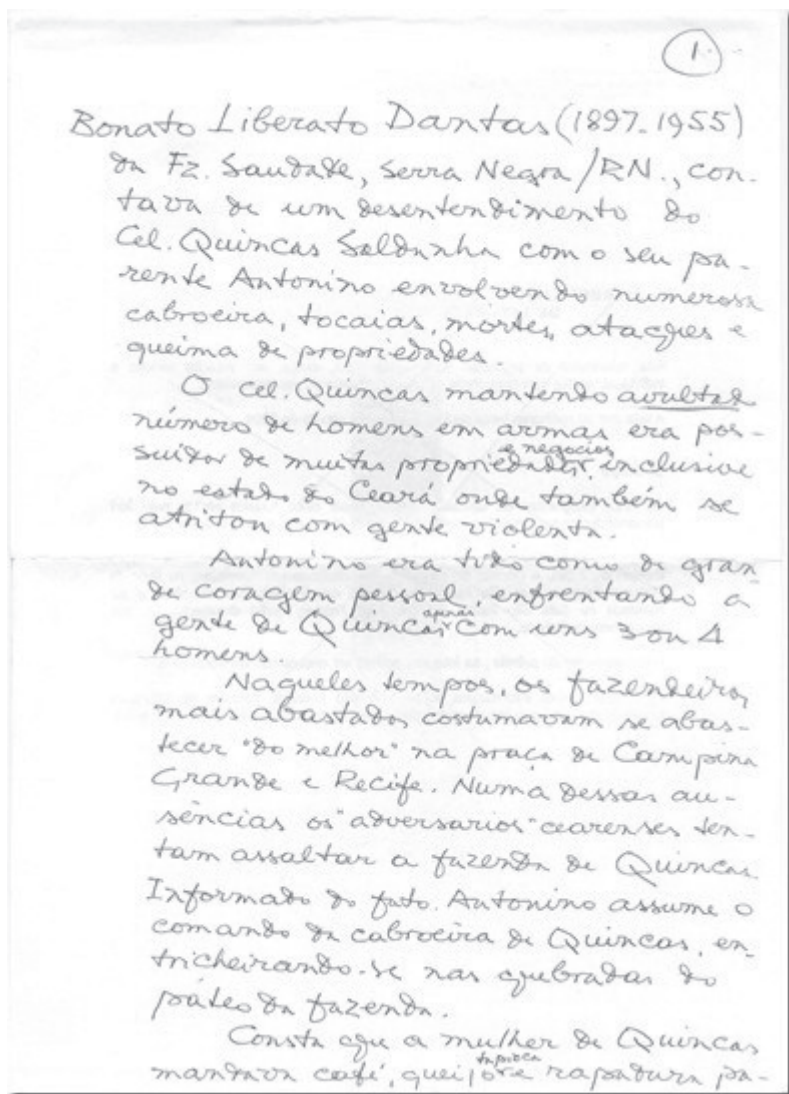 1.
Bonato Liberato Dantas (1897-1955)
da Fz. Saudade, Serra Negra/RN., con-
tava de um desentendimento do
Cel. Quincas Saldanha com o seu pa-
rente Antonino envolvendo numerosa
cabroeira, tocaias, mortes, ataques e
queima de propriedades.
O cel. Quincas mantendo avultado
número de homens em armas era pos-
suidor de muitas propriedades e negócios, inclusive
no estado do Ceará onde também se
atritou com gente violenta.
Antonino era tido como de gran
de coragem pessoal, enfrentando a
gente de Quincas apenas com uns 3 ou 4
homens.
Naqueles tempos, os fazendeiros
mais abastados costumavam se abas-
tecer "do melhor" na praça de Campina
Grande e Recife. Numa dessas au-
sências os "adversarios" cearenses ten-
tam assaltar a fazenda de Quincas.
Informado do fato. Antonino assume o
comando da cabroeira de Quincas, en-
tricheirando-se nas quebradas do
páteo da fazenda.
Consta que a mulher de Quincas
mandava café, queijo tapioca e rapadura pa-